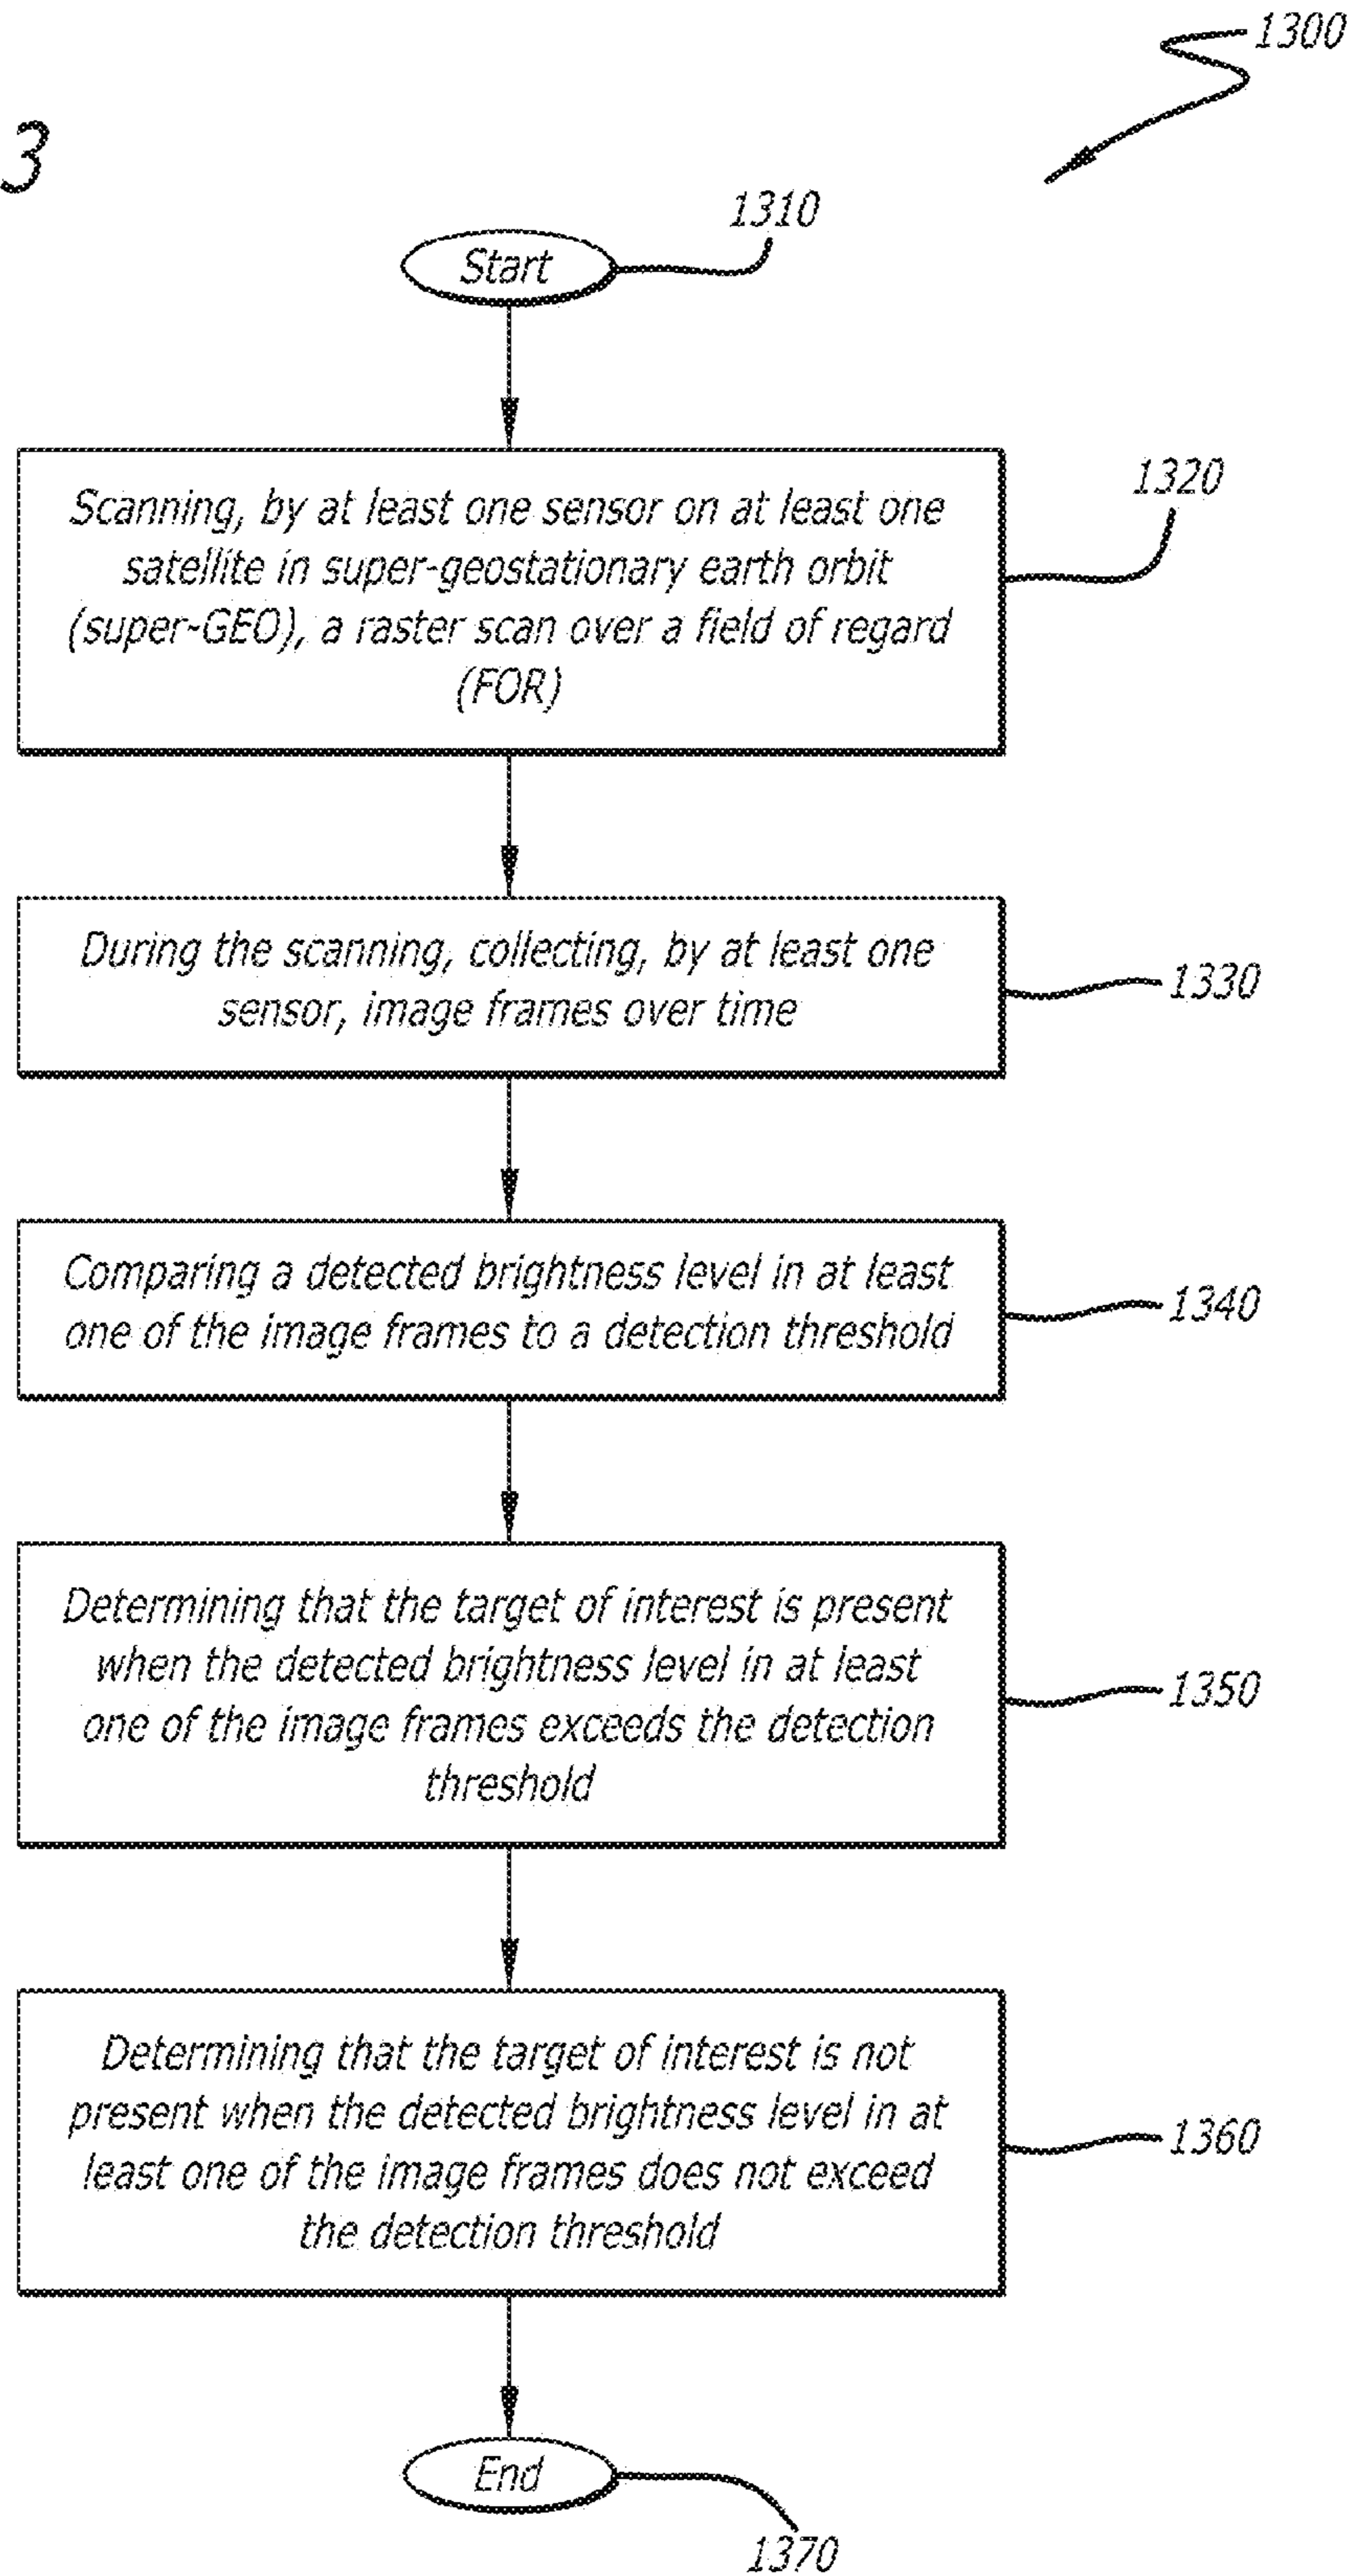 1300
3
1310
Start
1320
Scanning, by at least one sensor on at least one
satellite in super-geostationary earth orbit
(super-GEO), a raster scan over a field of regard
(FOR)
During the scanning, collecting, by at least one
sensor, image frames over time
1330
Comparing a detected brightness level in at least
one of the image frames to a detection threshold
1340
Determining that the target of interest is present
when the detected brightness level in at least
one of the image frames exceeds the detection
threshold
1350
Determining that the target of interest is not
present when the detected brightness level in at
least one of the image frames does not exceed
the detection threshold
1360
End
1370